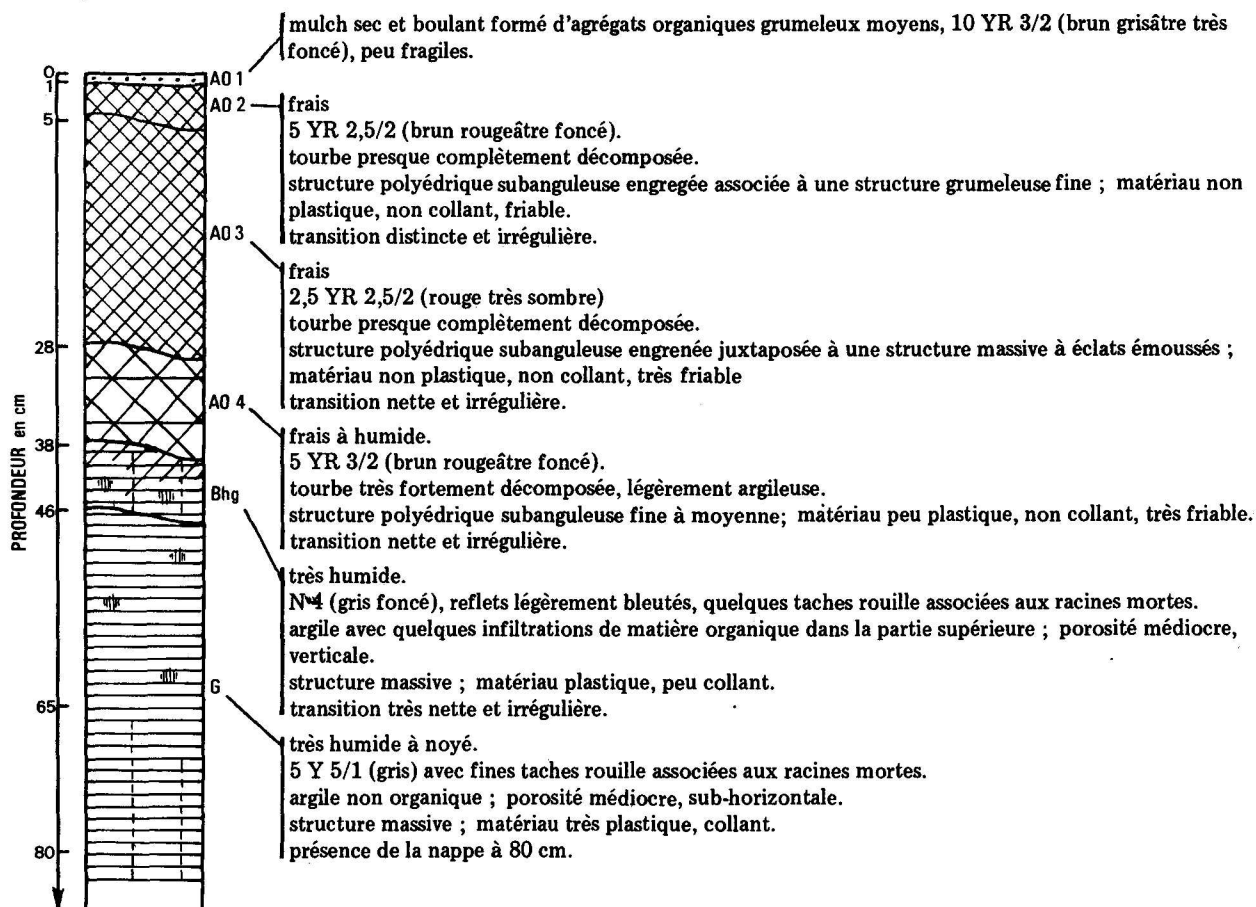 mulch sec et boulant formé d'agrégats organiques grumeleux moyens, 10 YR 3/2 (brun grisâtre très
foncé), peu fragiles.
0
1
AO 1
AO 2
5
frais
5 YR 2,5/2 (brun rougeâtre foncé).
tourbe presque complètement décomposée.
structure polyédrique subanguleuse engregée associée à une structure grumeleuse fine ; matériau non
plastique, non collant, friable.
transition distincte et irrégulière.
AO 3
frais
2,5 YR 2,5/2 (rouge très sombre)
tourbe presque complètement décomposée.
structure polyédrique subanguleuse engrenée juxtaposée à une structure massive à éclats émoussés ;
matériau non plastique, non collant, très friable
transition nette et irrégulière.
28
AO 4
38
frais à humide.
5 YR 3/2 (brun rougeâtre foncé).
tourbe très fortement décomposée, légèrement argileuse.
structure polyédrique subanguleuse fine à moyenne; matériau peu plastique, non collant, très friable.
transition nette et irrégulière.
Bhg
46
PROFONDEUR en cm
très humide.
N 4 (gris foncé), reflets légèrement bleutés, quelques taches rouille associées aux racines mortes.
argile avec quelques infiltrations de matière organique dans la partie supérieure ; porosité médiocre,
verticale.
structure massive ; matériau plastique, peu collant.
transition très nette et irrégulière.
G
65
très humide à noyé.
5 Y 5/1 (gris) avec fines taches rouille associées aux racines mortes.
argile non organique ; porosité médiocre, sub-horizontale.
structure massive ; matériau très plastique, collant.
présence de la nappe à 80 cm.
80